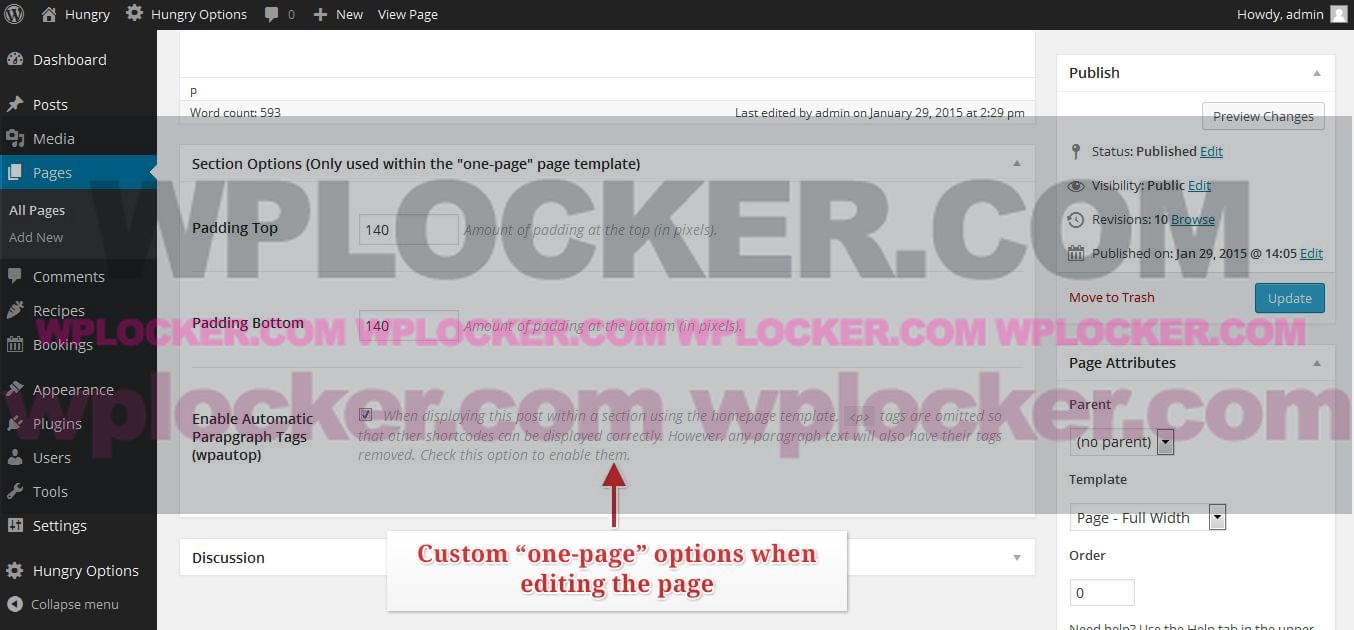 Hungry Hungry Options 0 New View Page Howdy, admin
Dashboard
Posts
Media
Pages
All Pages
Add New
Comments
Recipes
Bookings
Appearance
Plugins
Users
Tools
Settings
Hungry Options
Collapse menu
p
Word count: 593 Last edited by admin on January 29, 2015 at 2:29 pm
Section Options (Only used within the "one-page" page template)
Padding Top 140 Amount of padding at the top (in pixels).
Padding Bottom 140 Amount of padding at the bottom (in pixels).
Enable Automatic
Paragraph Tags
(wpautop)
When displaying this post within a section using the homepage template, <p> tags are omitted so
that other shortcodes can be displayed correctly. However, any paragraph text will also have their tags
removed. Check this option to enable them.
Custom “one-page” options when
editing the page
Discussion
Publish
Preview Changes
Status: Published Edit
Visibility: Public Edit
Revisions: 10 Browse
Published on: Jan 29, 2015 @ 14:05 Edit
Move to Trash Update
Page Attributes
Parent
(no parent)
Template
Page - Full Width
Order
0
Need help? Use the Help tab in the upper
WPLOCKER.COM
WPLOCKER.COM WPLOCKER.COM WPLOCKER.COM WPLOCKER.COM
wplocker.com wplocker.com